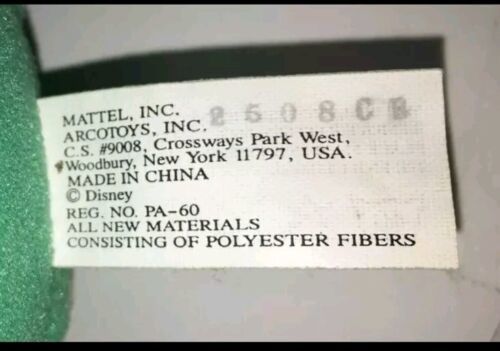 MATTEL, INC.
2508CB
ARCOTOYS, INC.
C.S. #9008, Crossways Park West,
Woodbury, New York 11797, USA.
MADE IN CHINA
© Disney
REG. NO. PA-60
ALL NEW MATERIALS
CONSISTING OF POLYESTER FIBERS